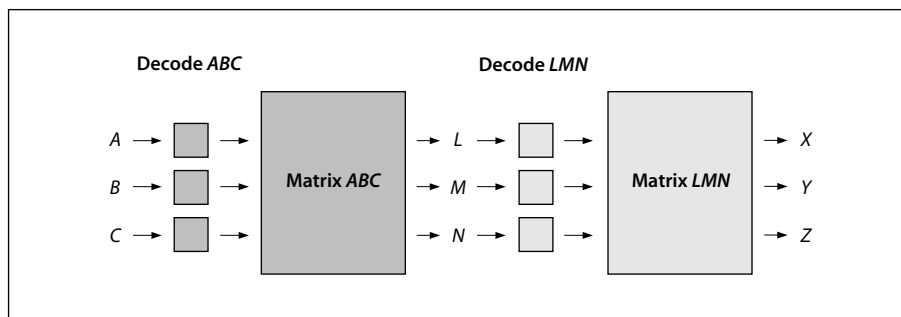 Decode ABC Decode LMN
A L X
B Matrix ABC M Matrix LMN Y
C N Z